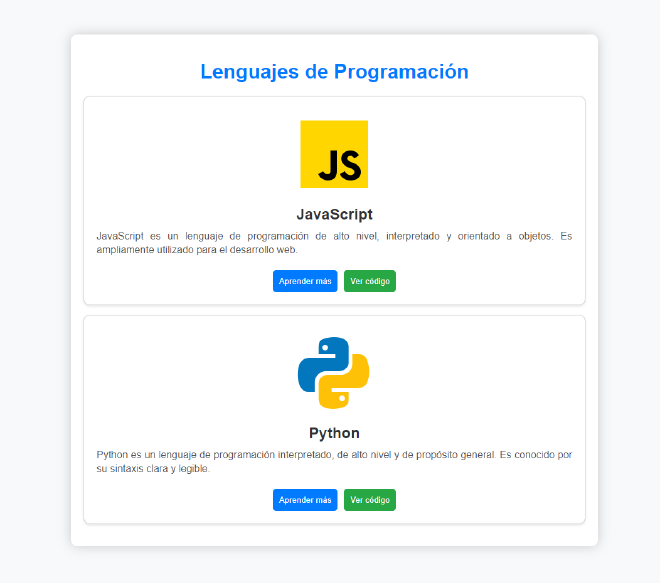 Lenguajes de Programación
JS
JavaScript
JavaScript es un lenguaje de programación de alto nivel, interpretado y orientado a objetos. Es
ampliamente utilizado para el desarrollo web.
Aprender más Ver código
Python
Python es un lenguaje de programación interpretado, de alto nivel y de propósito general. Es conocido por
su sintaxis clara y legible.
Aprender más Ver código